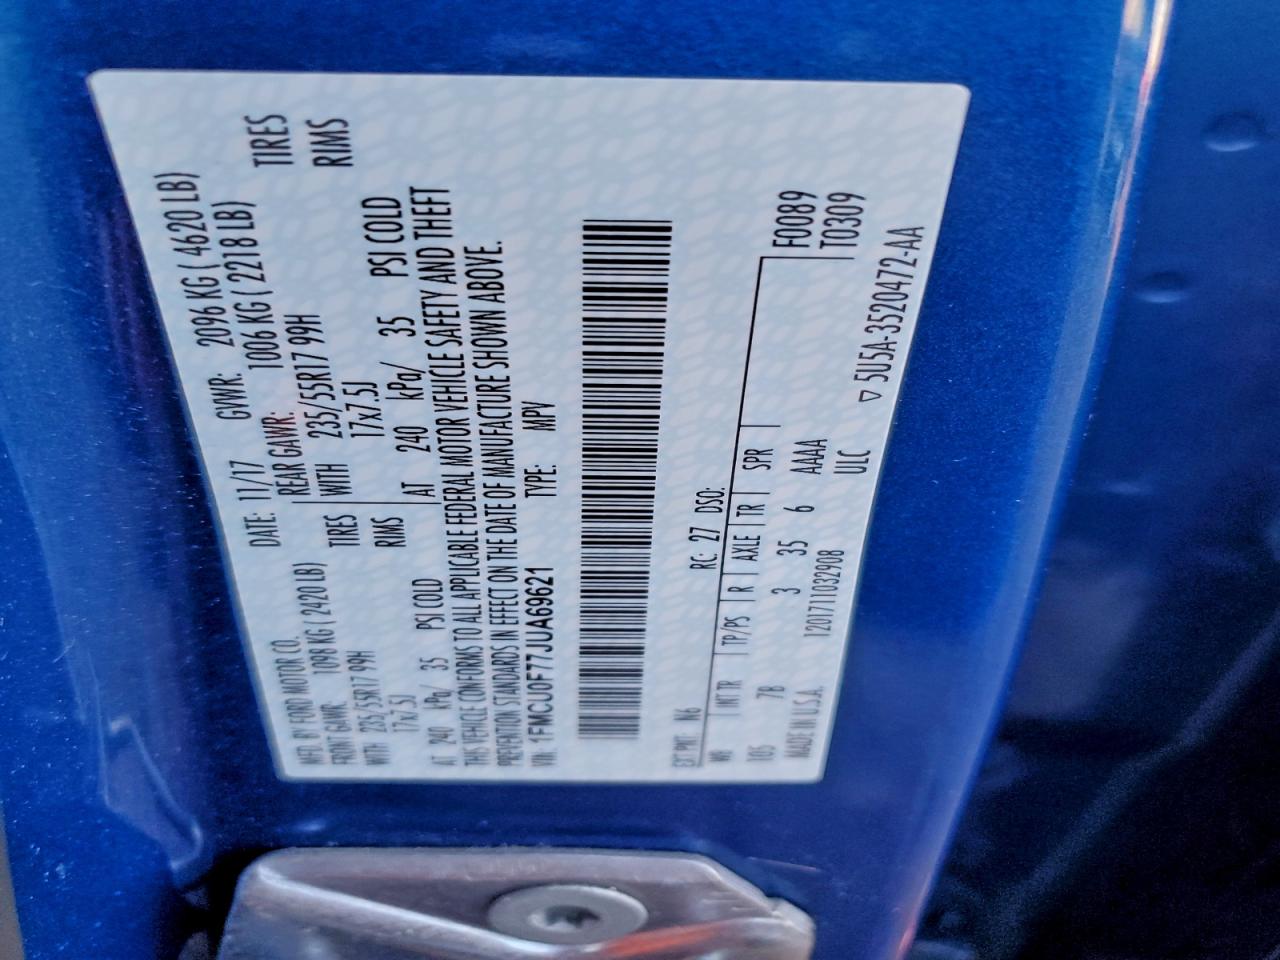 MFD. BY FORD MOTOR CO. DATE: 11/17 GVWR: 2096 KG ( 4620 LB)
FRONT GAWR: 1098 KG ( 2420 LB) REAR GAWR: 1006 KG ( 2218 LB)
WITH 235/55R17 99H TIRES WITH 235/55R17 99H TIRES
17x7.5J RIMS 17x7.5J RIMS
AT 240 kPa/ 35 PSI COLD AT 240 kPa/ 35 PSI COLD
THIS VEHICLE CONFORMS TO ALL APPLICABLE FEDERAL MOTOR VEHICLE SAFETY AND THEFT
PREVENTION STANDARDS IN EFFECT ON THE DATE OF MANUFACTURE SHOWN ABOVE.
VIN: 1FMCU0F77JUA69621 TYPE: MPV
EXT PNT: N6 RC: 27 DSO:
WB INT TR TP/PS R AXLE TR SPR F0089
105 7B 3 35 6 AAAA T0309
MADE IN U.S.A. 1201711032908 ULC
▽ 5U5A-3520472-AA